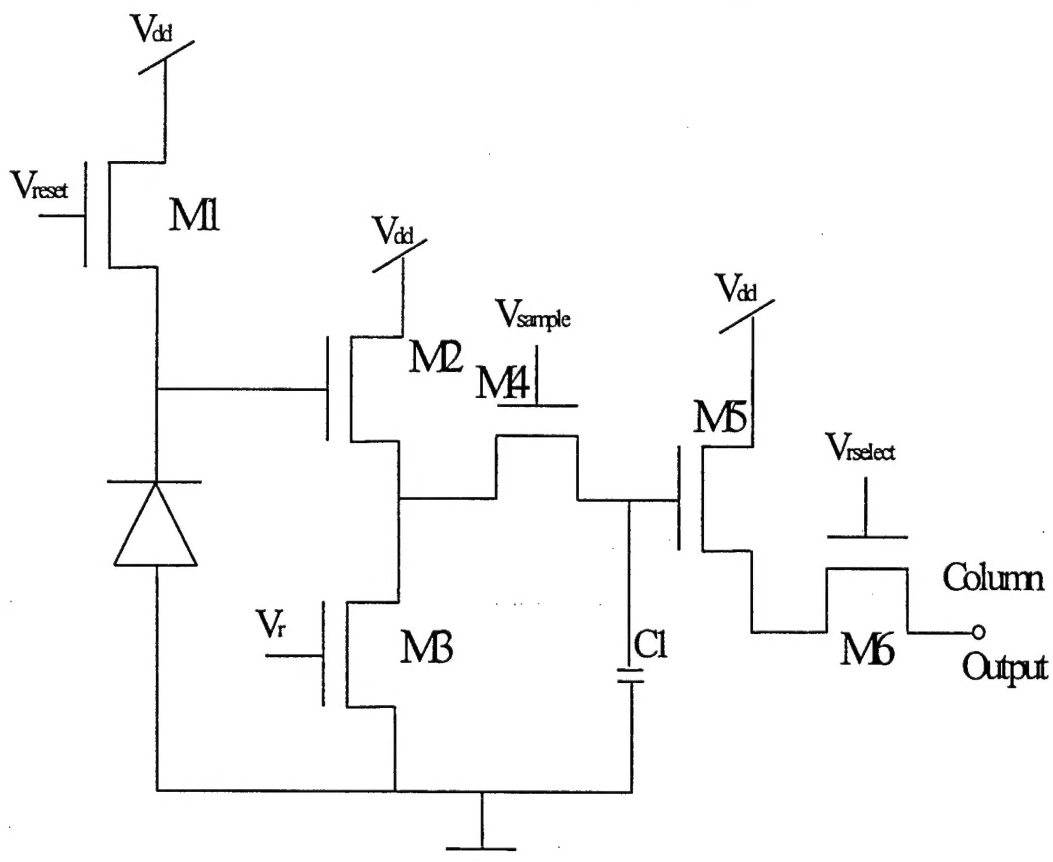 Vdd
Vreset
M1
Vdd
M2
Vsample
M4
Vdd
M5
Vrselect
Column
Vr
M3
C1
M6
Output